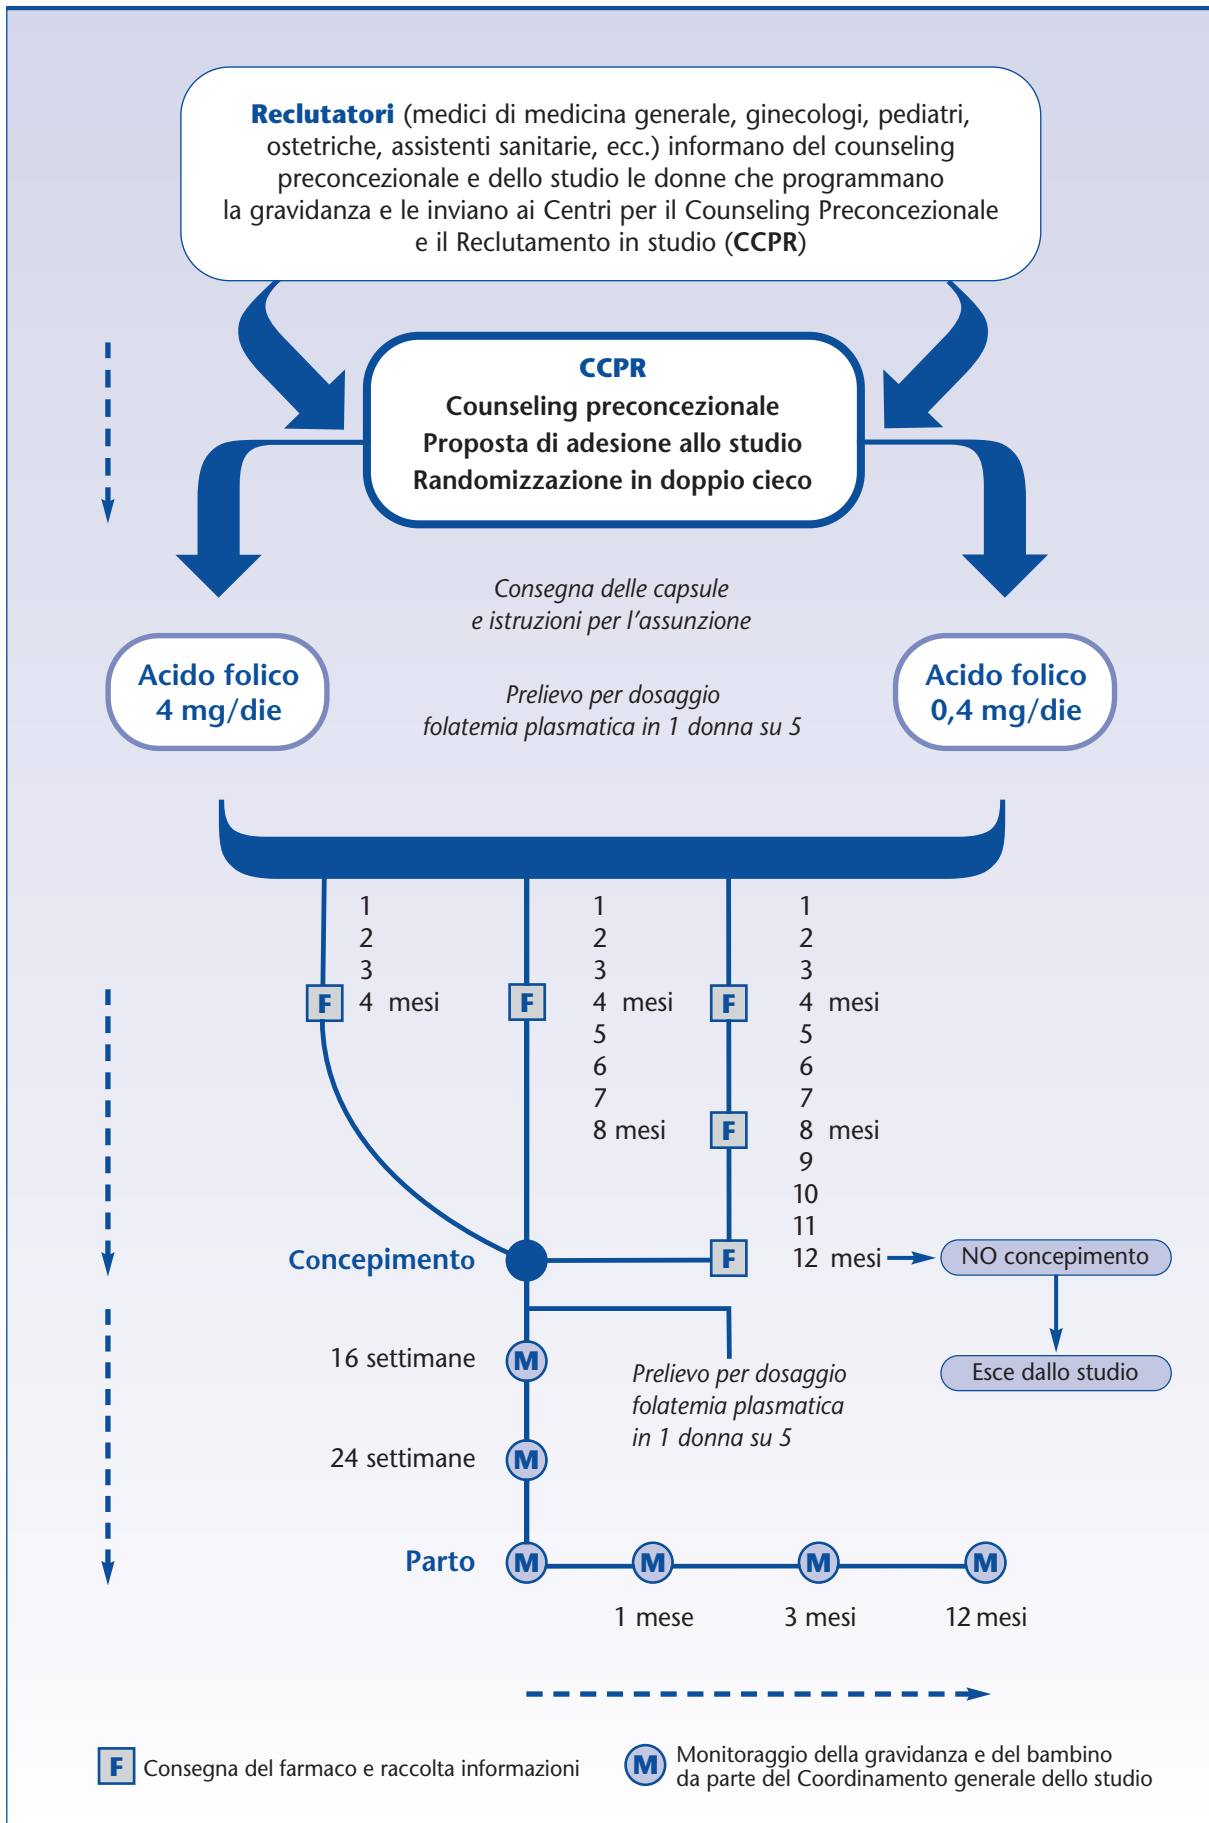 Reclutatori (medici di medicina generale, ginecologi, pediatri,
ostetriche, assistenti sanitarie, ecc.) informano del counseling
preconcezionale e dello studio le donne che programmano
la gravidanza e le inviano ai Centri per il Counseling Preconcezionale
e il Reclutamento in studio (CCPR)
CCPR
Counseling preconcezionale
Proposta di adesione allo studio
Randomizzazione in doppio cieco
Consegna delle capsule
e istruzioni per l'assunzione
Acido folico
4 mg/die
Prelievo per dosaggio
folatemia plasmatica in 1 donna su 5
Acido folico
0,4 mg/die
1
2
3
F 4 mesi
1
2
3
F 4 mesi
5
6
7
8 mesi
1
2
3
F 4 mesi
5
6
7
F 8 mesi
9
10
11
F 12 mesi
NO concepimento
Esce dallo studio
Concepimento
16 settimane M
Prelievo per dosaggio
folatemia plasmatica
in 1 donna su 5
24 settimane M
Parto M M M M
1 mese 3 mesi 12 mesi
F Consegna del farmaco e raccolta informazioni
M Monitoraggio della gravidanza e del bambino
da parte del Coordinamento generale dello studio